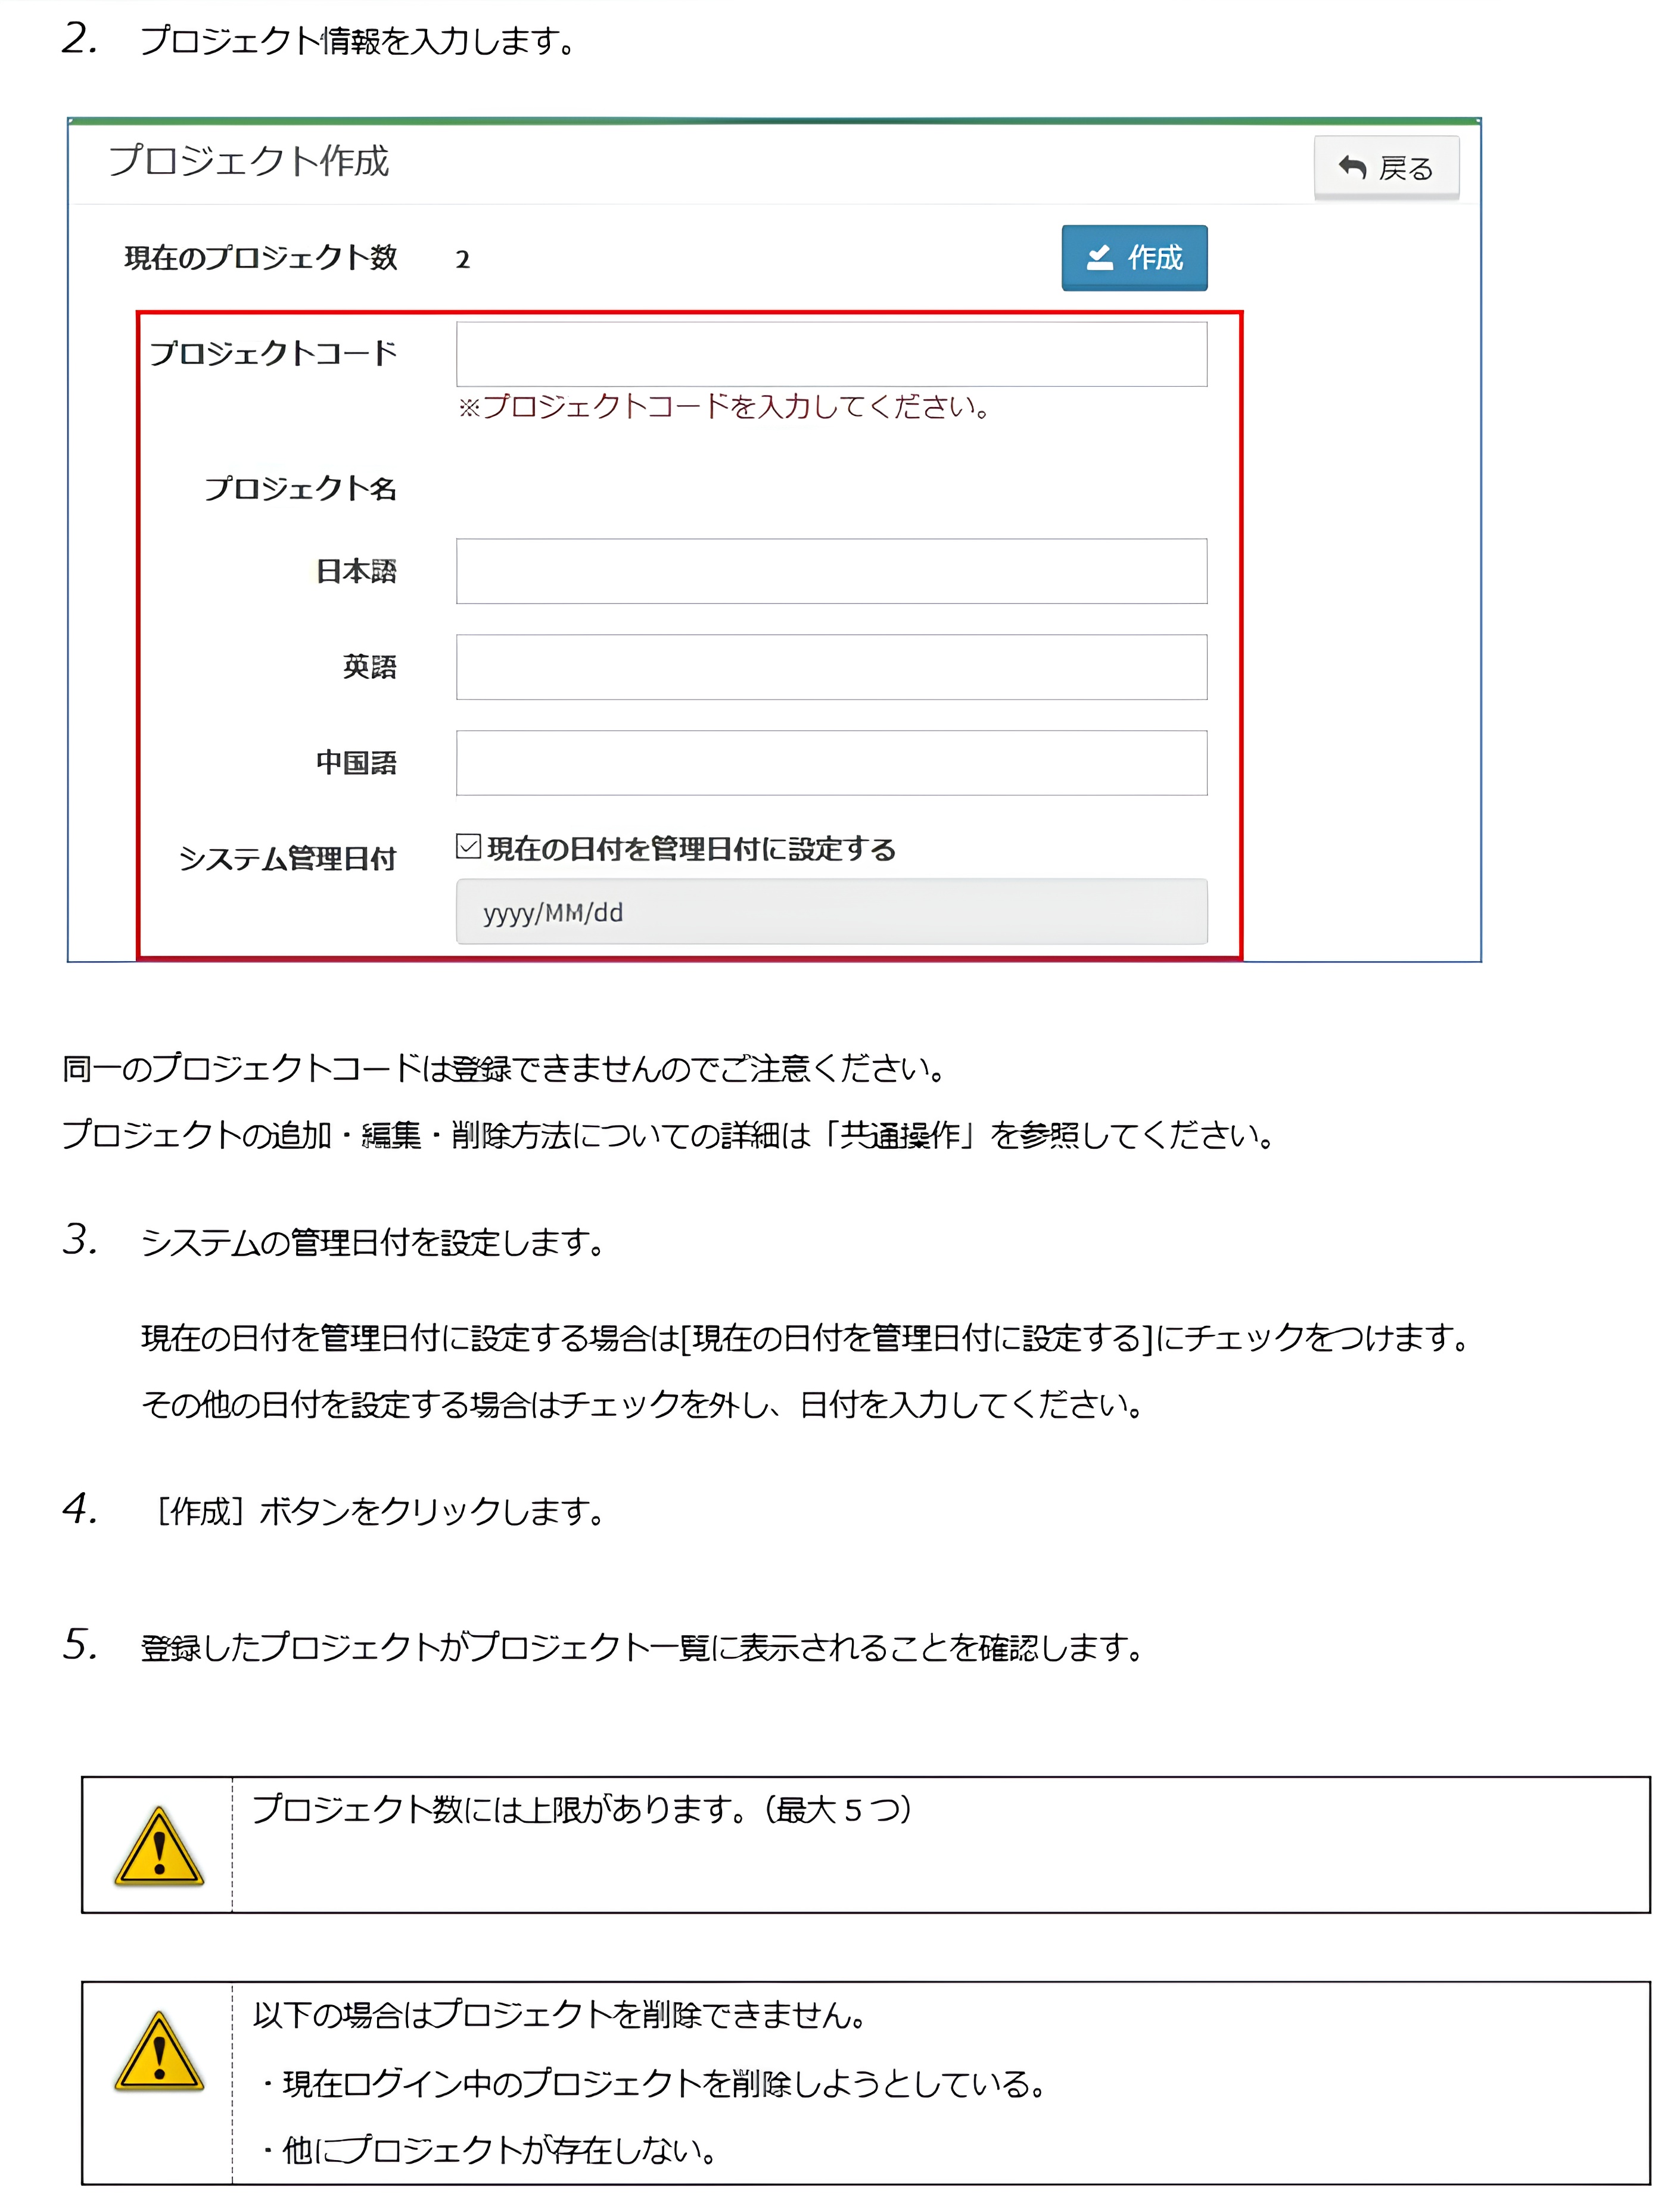 2. プロジェクト情報を入力します。
プロジェクト作成
戻る
現在のプロジェクト数 2
作成
プロジェクトコード
※プロジェクトコードを入力してください。
プロジェクト名
日本語
英語
中国語
システム管理日付
現在の日付を管理日付に設定する
yyyy/MM/dd
同一のプロジェクトコードは登録できませんのでご注意ください。
プロジェクトの追加・編集・削除方法についての詳細は「共通操作」を参照してください。
3. システムの管理日付を設定します。
現在の日付を管理日付に設定する場合は[現在の日付を管理日付に設定する]にチェックをつけます。
その他の日付を設定する場合はチェックを外し、日付を入力してください。
4. ［作成］ボタンをクリックします。
5. 登録したプロジェクトがプロジェクト一覧に表示されることを確認します。
プロジェクト数には上限があります。（最大 5 つ）
以下の場合はプロジェクトを削除できません。
・現在ログイン中のプロジェクトを削除しようとしている。
・他にプロジェクトが存在しない。